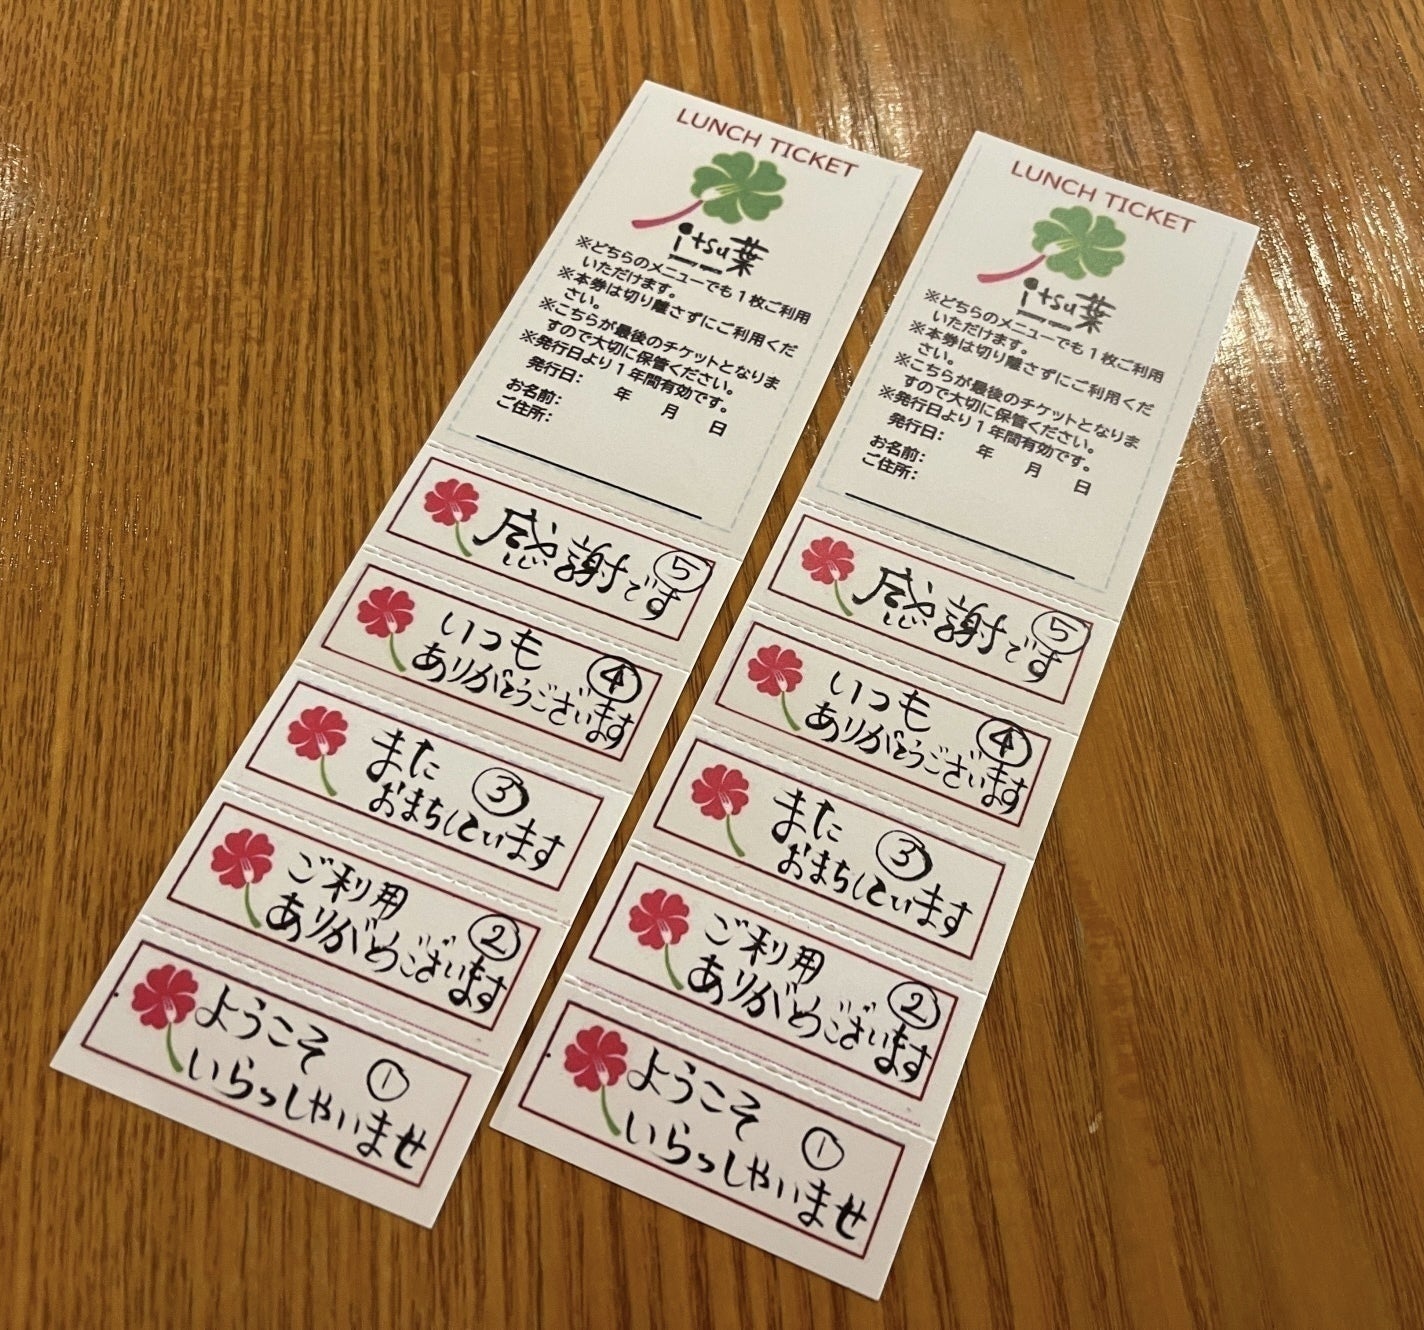 LUNCH TICKET
itsu葉
※どちらのメニューでも1枚ご利用
いただけます。
※本券は切り離さずにご利用くだ
さい。
※こちらが最後のチケットとなりま
すので大切に保管ください。
※発行日より1年間有効です。
発行日: 年 月 日
お名前:
ご住所:
感謝です ⑤
いつも
ありがとうございます ④
また
おまちしています ③
ご利用
ありがとうございます ②
ようこそ
いらっしゃいませ ①
LUNCH TICKET
itsu葉
※どちらのメニューでも1枚ご利用
いただけます。
※本券は切り離さずにご利用くだ
さい。
※こちらが最後のチケットとなりま
すので大切に保管ください。
※発行日より1年間有効です。
発行日: 年 月 日
お名前:
ご住所:
感謝です ⑤
いつも
ありがとうございます ④
また
おまちしています ③
ご利用
ありがとうございます ②
ようこそ
いらっしゃいませ ①